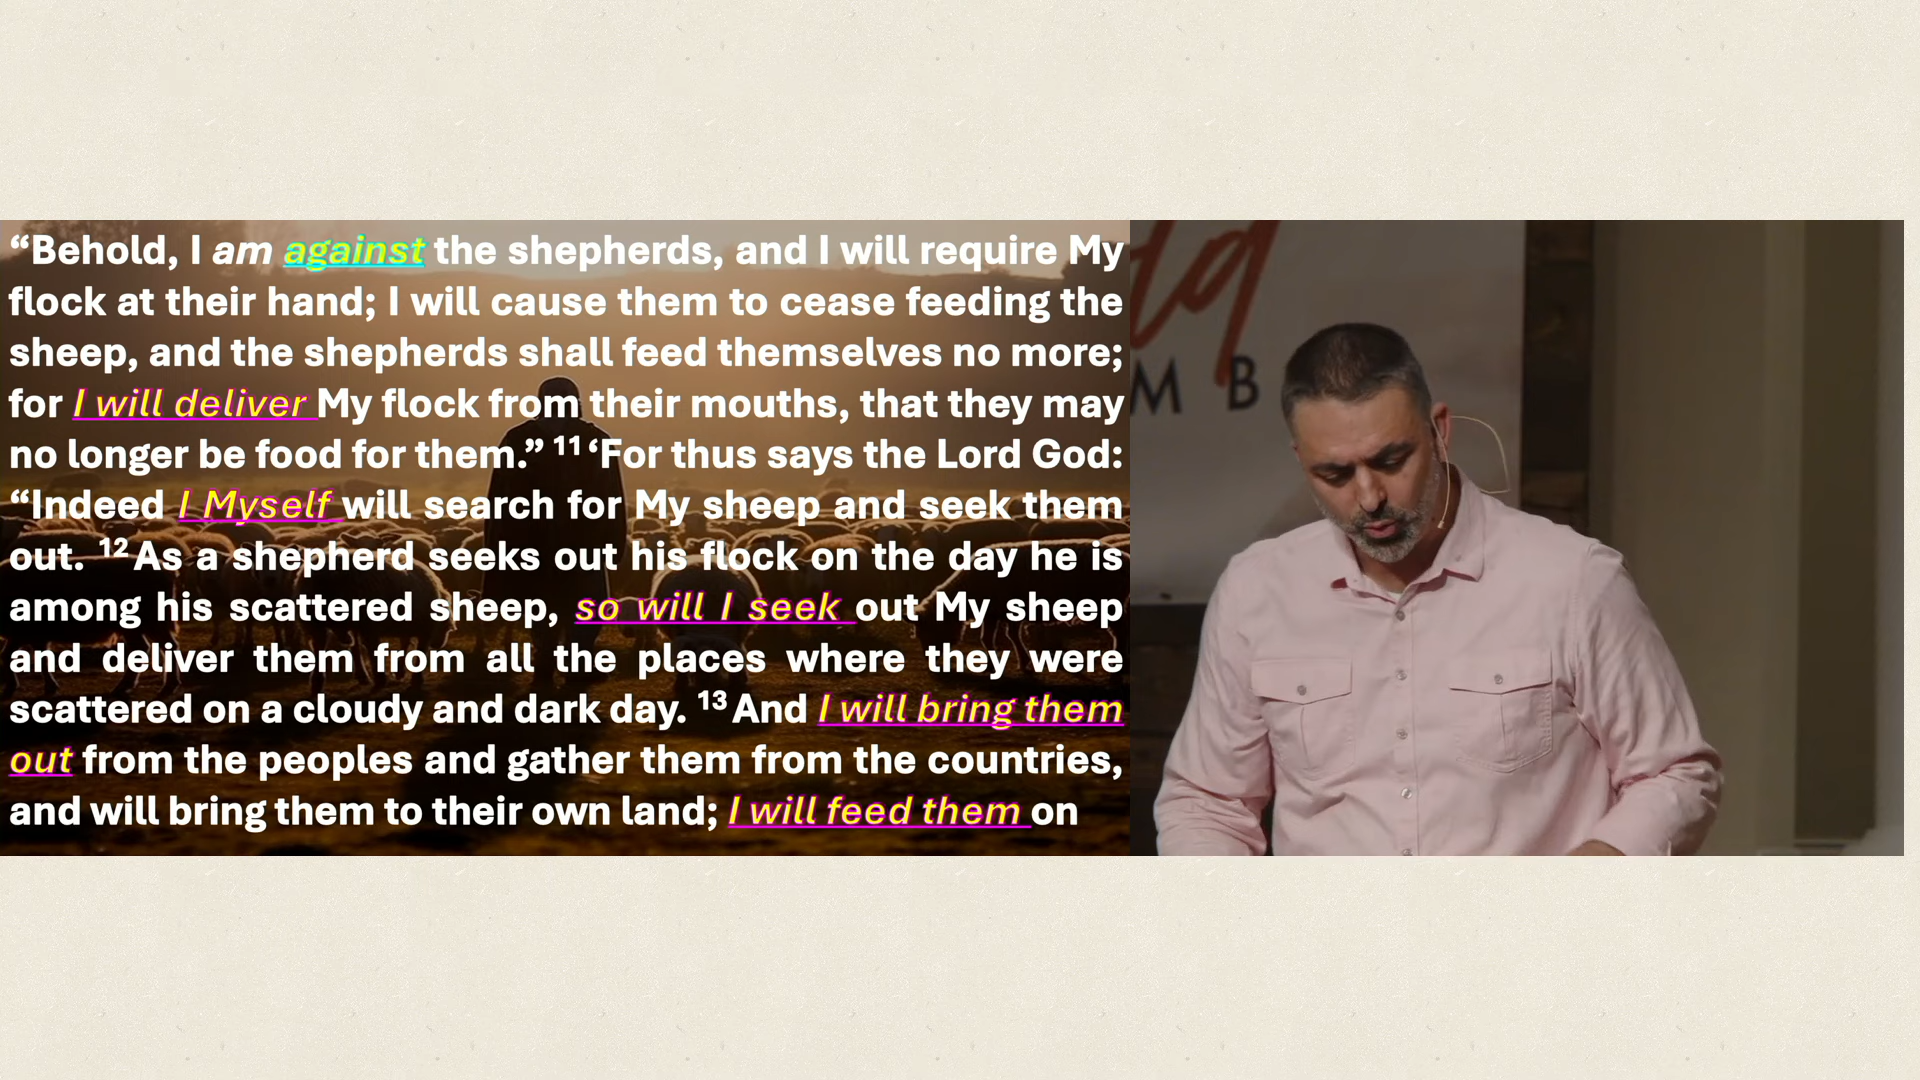 “Behold, I am against the shepherds, and I will require My
flock at their hand; I will cause them to cease feeding the
sheep, and the shepherds shall feed themselves no more;
for I will deliver My flock from their mouths, that they may
no longer be food for them.” 11 ‘For thus says the Lord God:
“Indeed I Myself will search for My sheep and seek them
out. 12 As a shepherd seeks out his flock on the day he is
among his scattered sheep, so will I seek out My sheep
and deliver them from all the places where they were
scattered on a cloudy and dark day. 13 And I will bring them
out from the peoples and gather them from the countries,
and will bring them to their own land; I will feed them on
M B